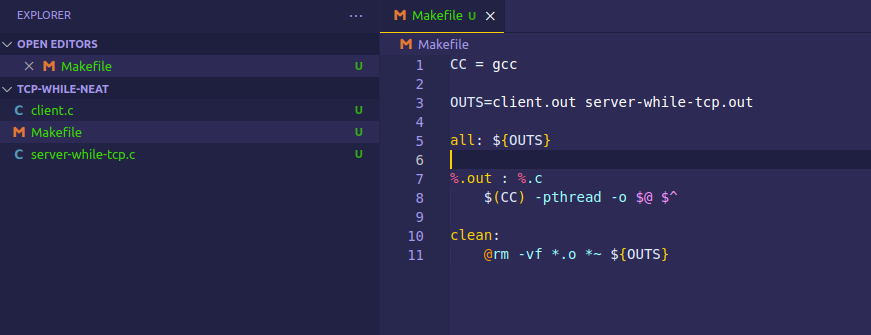 EXPLORER ...
OPEN EDITORS
Makefile U
TCP-WHILE-NEAT
client.c U
Makefile U
server-while-tcp.c U
Makefile U
Makefile
1 CC = gcc
2
3 OUTS=client.out server-while-tcp.out
4
5 all: ${OUTS}
6
7 %.out : %.c
8 $(CC) -pthread -o $@ $^
9
10 clean:
11 @rm -vf *.o *~ ${OUTS}